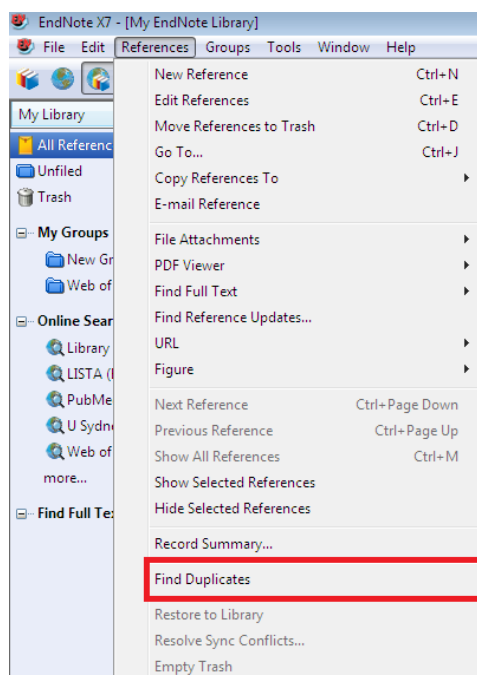 EndNote X7 - [My EndNote Library]
File Edit References Groups Tools Window Help
My Library
All Referenc
Unfiled
Trash
My Groups
New Gr
Web of
Online Sear
Library
LISTA (
PubMe
U Sydn
Web of
more...
Find Full Te
New Reference Ctrl+N
Edit References Ctrl+E
Move References to Trash Ctrl+D
Go To... Ctrl+J
Copy References To
E-mail Reference
File Attachments
PDF Viewer
Find Full Text
Find Reference Updates...
URL
Figure
Next Reference Ctrl+Page Down
Previous Reference Ctrl+Page Up
Show All References Ctrl+M
Show Selected References
Hide Selected References
Record Summary...
Find Duplicates
Restore to Library
Resolve Sync Conflicts...
Empty Trash